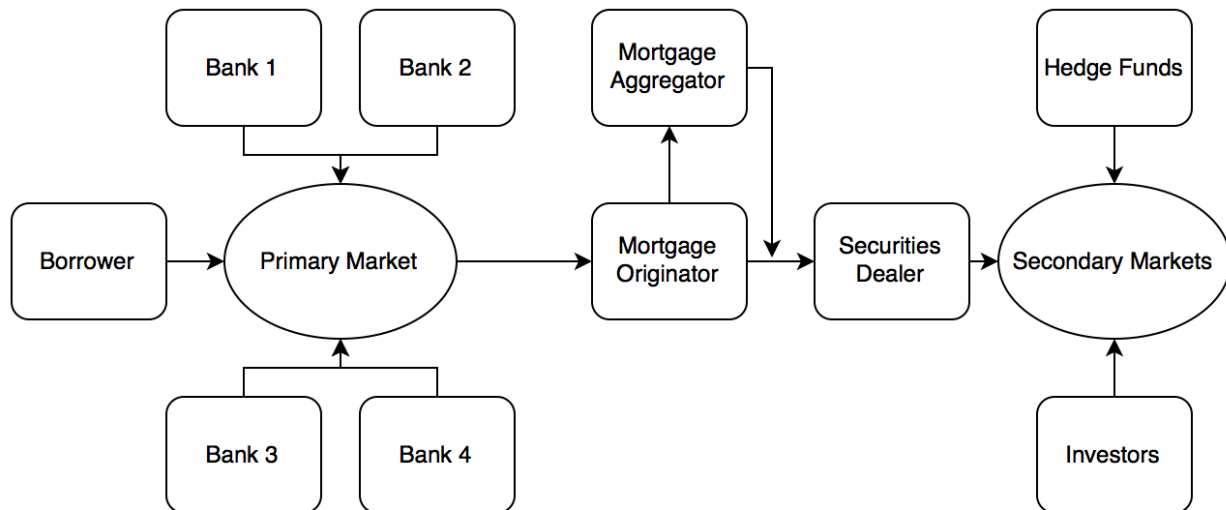 Bank 1
Bank 2
Mortgage
Aggregator
Hedge Funds
Borrower
Primary Market
Mortgage
Originator
Securities
Dealer
Secondary Markets
Bank 3
Bank 4
Investors